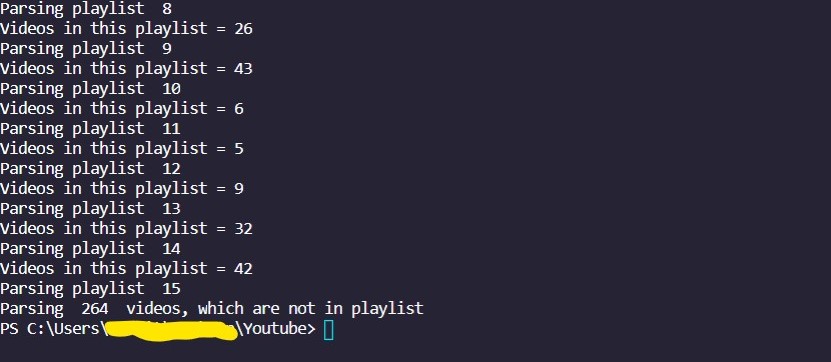 Parsing playlist  8
Videos in this playlist = 26
Parsing playlist  9
Videos in this playlist = 43
Parsing playlist  10
Videos in this playlist = 6
Parsing playlist  11
Videos in this playlist = 5
Parsing playlist  12
Videos in this playlist = 9
Parsing playlist  13
Videos in this playlist = 32
Parsing playlist  14
Videos in this playlist = 42
Parsing playlist  15
Parsing  264  videos, which are not in playlist
PS C:\Users\ \Youtube>